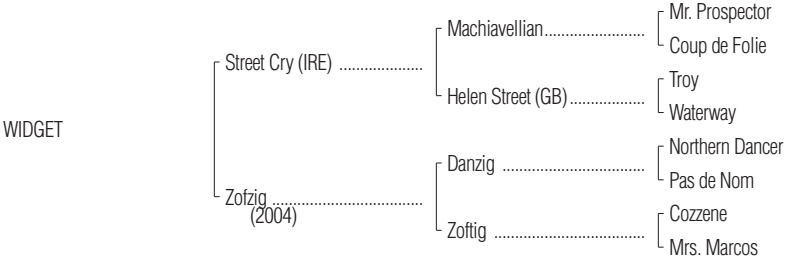 Mr. Prospector
Machiavellian........................
Coup de Folie
Street Cry (IRE) ....................
Troy
Helen Street (GB)..................
Waterway
WIDGET
Northern Dancer
Danzig ..................................
Pas de Nom
Zofzig ....................................
(2004)
Cozzene
Zoftig ....................................
Mrs. Marcos